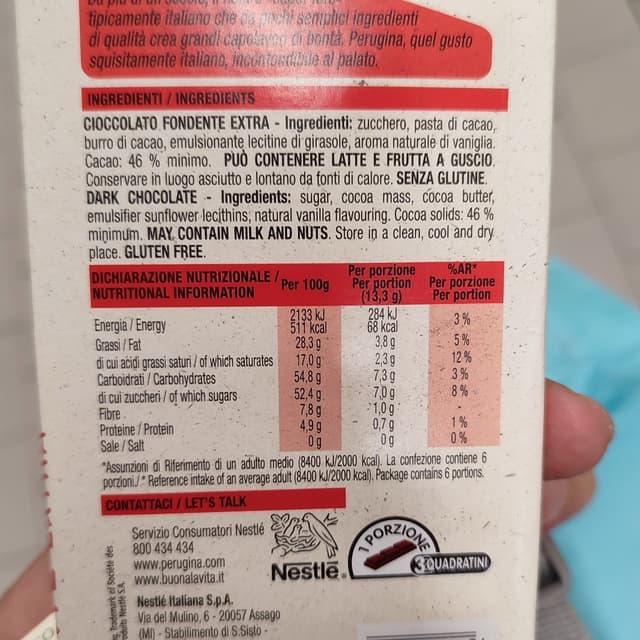 tipicamente italiano che da pochi semplici ingredienti
di qualità crea grandi capolavori di bontà. Perugina, quel gusto
squisitamente italiano, inconfondibile al palato.
INGREDIENTI / INGREDIENTS
CIOCCOLATO FONDENTE EXTRA - Ingredienti: zucchero, pasta di cacao,
burro di cacao, emulsionante lecitine di girasole, aroma naturale di vaniglia.
Cacao: 46 % minimo. PUÒ CONTENERE LATTE E FRUTTA A GUSCIO.
Conservare in luogo asciutto e lontano da fonti di calore. SENZA GLUTINE.
DARK CHOCOLATE - Ingredients: sugar, cocoa mass, cocoa butter,
emulsifier sunflower lecithins, natural vanilla flavouring. Cocoa solids: 46 %
minimum. MAY CONTAIN MILK AND NUTS. Store in a clean, cool and dry
place. GLUTEN FREE.
DICHIARAZIONE NUTRIZIONALE /
NUTRITIONAL INFORMATION
Per 100g
Per porzione
Per portion
(13,3 g)
%AR*
Per porzione
Per portion
Energia / Energy 2133 kJ 284 kJ 3 %
511 kcal 68 kcal
Grassi / Fat 28,3 g 3,8 g 5 %
di cui acidi grassi saturi / of which saturates 17,0 g 2,3 g 12 %
Carboidrati / Carbohydrates 54,8 g 7,3 g 3 %
di cui zuccheri / of which sugars 52,4 g 7,0 g 8 %
Fibre 7,8 g 1,0 g -
Proteine / Protein 4,9 g 0,7 g 1 %
Sale / Salt 0 g 0 g 0 %
*Assunzioni di Riferimento di un adulto medio (8400 kJ/2000 kcal). La confezione contiene 6
porzioni./ * Reference intake of an average adult (8400 kJ/2000 kcal). Package contains 6 portions.
CONTATTACI / LET'S TALK
Servizio Consumatori Nestlé
800 434 434
www.perugina.com
www.buonalavita.it
Nestlé Italiana S.p.A.
Via del Mulino, 6 - 20057 Assago
(MI) - Stabilimento di S.Sisto -
Nestlé®
1 PORZIONE
3 QUADRATINI
Trademark of Société des
Nestlé S.A.